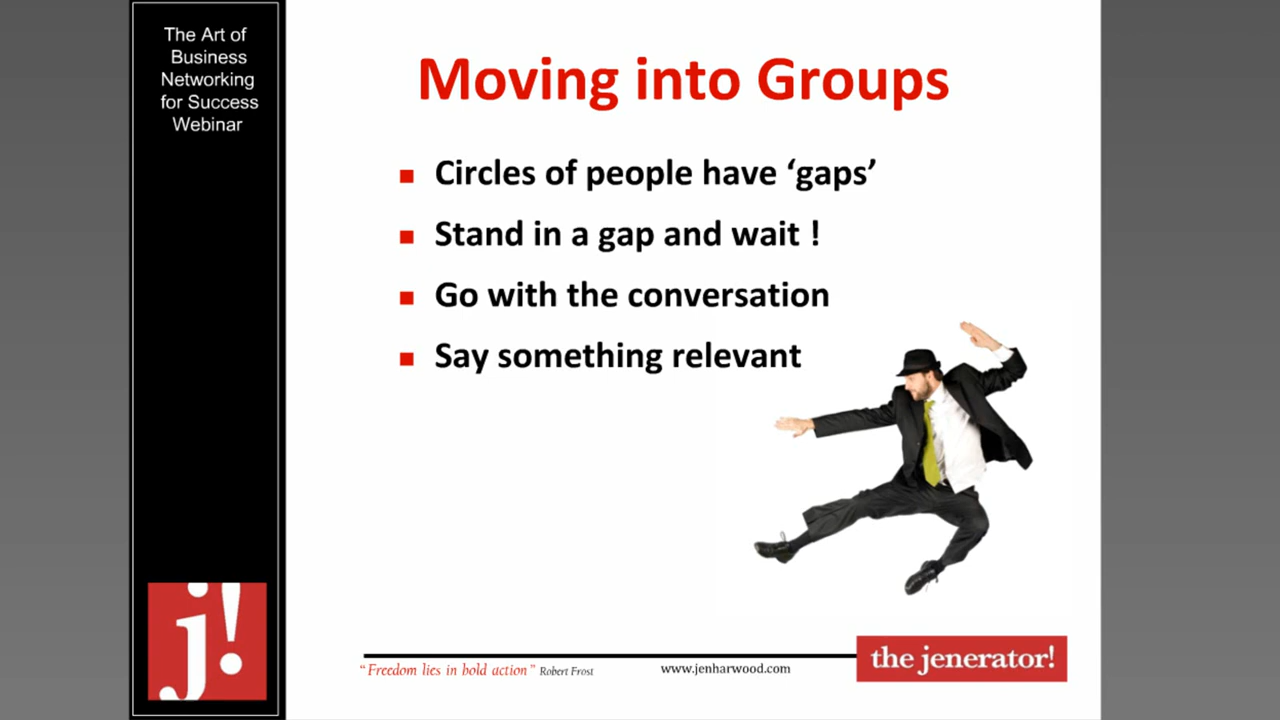 The Art of
Business
Networking
for Success
Webinar
Moving into Groups
Circles of people have ‘gaps’
Stand in a gap and wait !
Go with the conversation
Say something relevant
j!
“Freedom lies in bold action” Robert Frost
www.jenharwood.com
the jenerator!